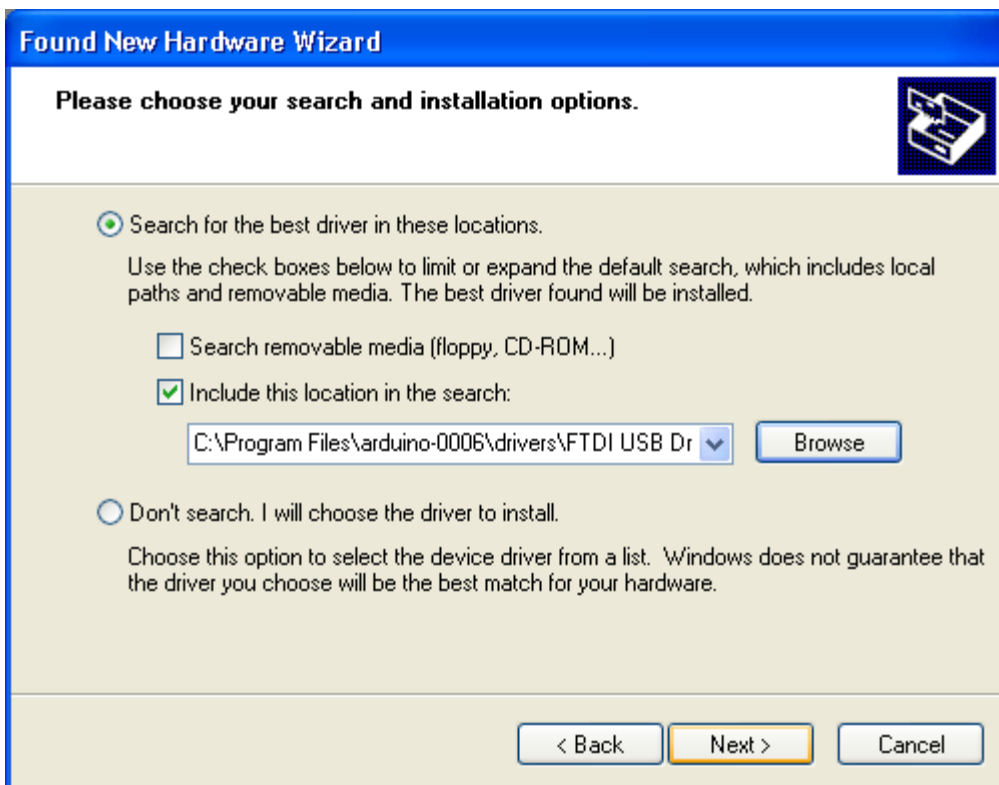 Found New Hardware Wizard
Please choose your search and installation options.
Search for the best driver in these locations.
Use the check boxes below to limit or expand the default search, which includes local
paths and removable media. The best driver found will be installed.
Search removable media (floppy, CD-ROM...)
Include this location in the search:
C:\Program Files\arduino-0006\drivers\FTDI USB Dr
Browse
Don't search. I will choose the driver to install.
Choose this option to select the device driver from a list.  Windows does not guarantee that
the driver you choose will be the best match for your hardware.
< Back
Next >
Cancel